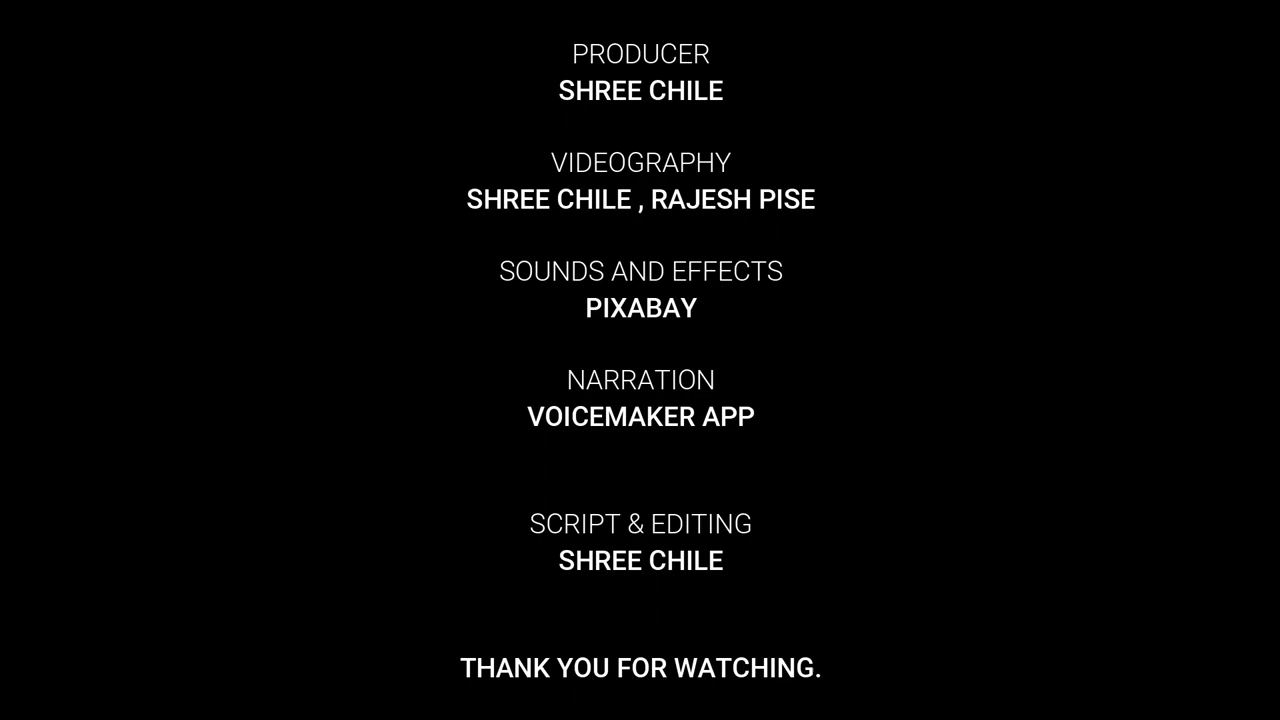 PRODUCER
SHREE CHILE
VIDEOGRAPHY
SHREE CHILE , RAJESH PISE
SOUNDS AND EFFECTS
PIXABAY
NARRATION
VOICEMAKER APP
SCRIPT & EDITING
SHREE CHILE
THANK YOU FOR WATCHING.